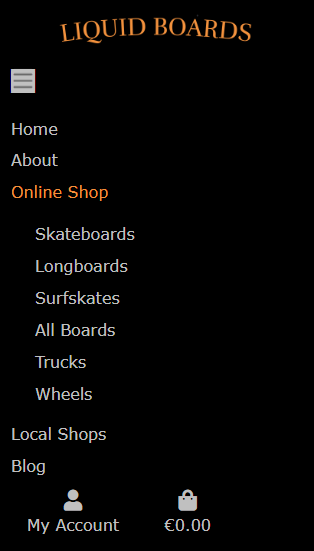 LIQUID BOARDS
Home
About
Online Shop
Skateboards
Longboards
Surfskates
All Boards
Trucks
Wheels
Local Shops
Blog
My Account €0.00